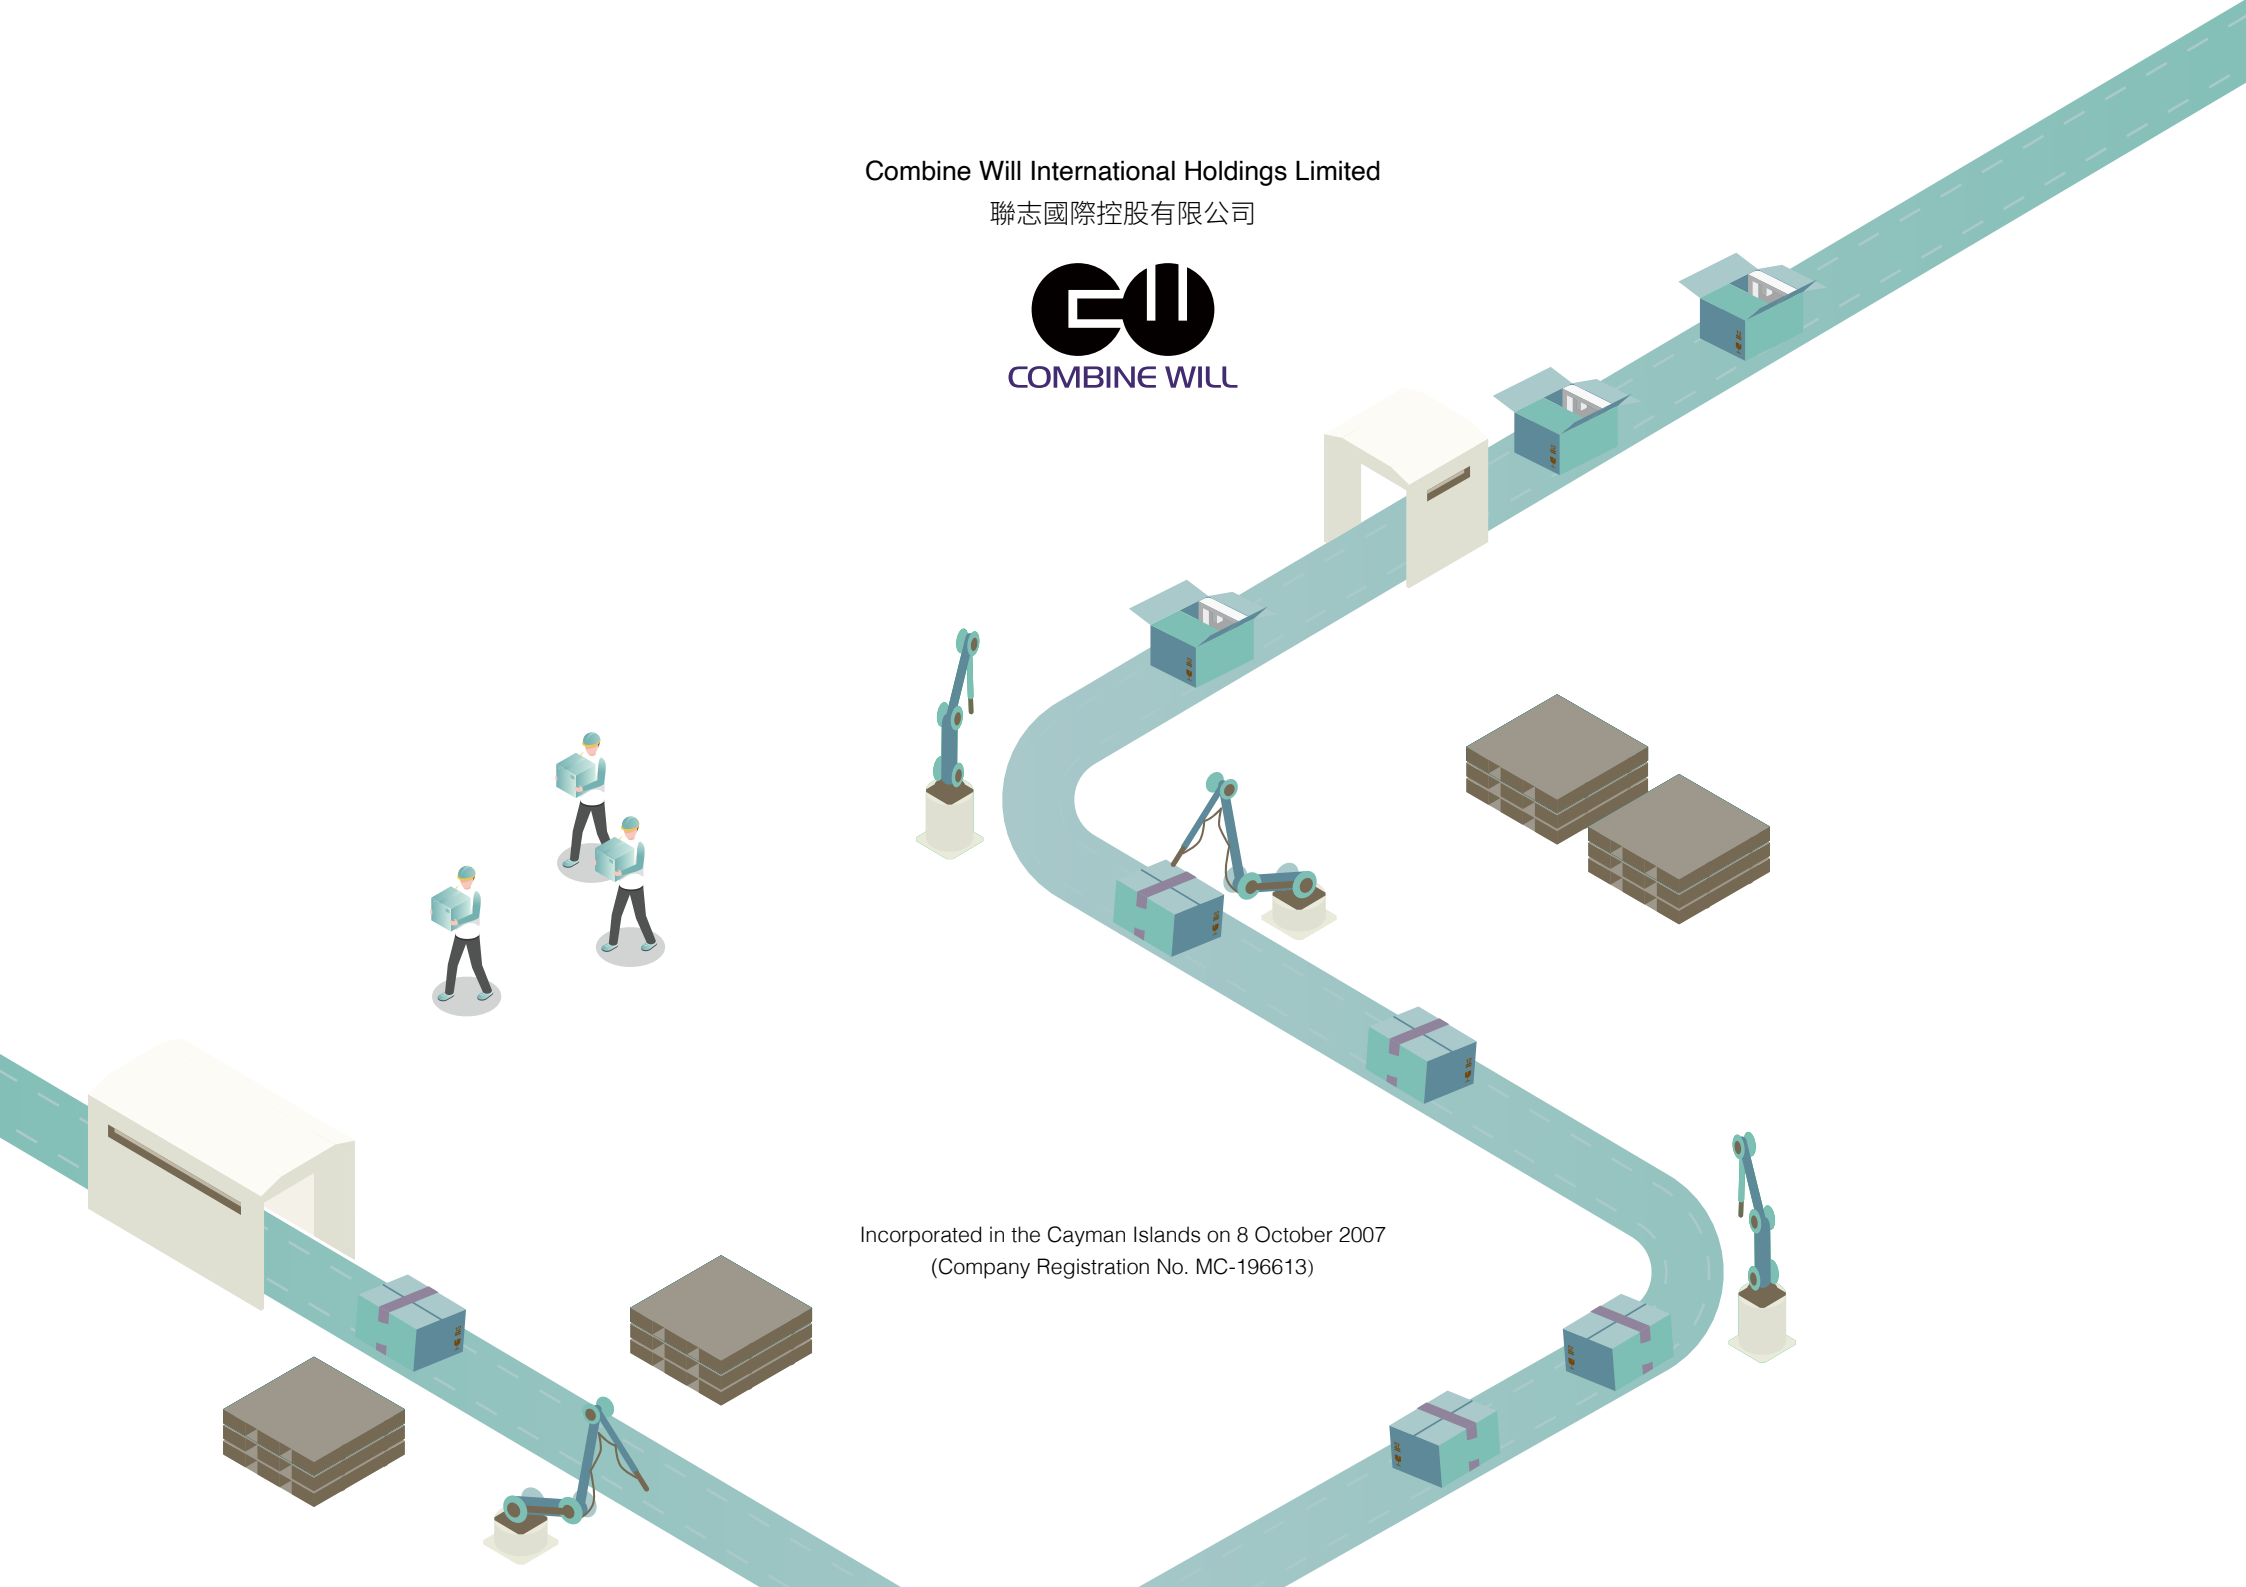 Combine Will International Holdings Limited
聯志國際控股有限公司
COMBINE WILL
Incorporated in the Cayman Islands on 8 October 2007
(Company Registration No. MC-196613)